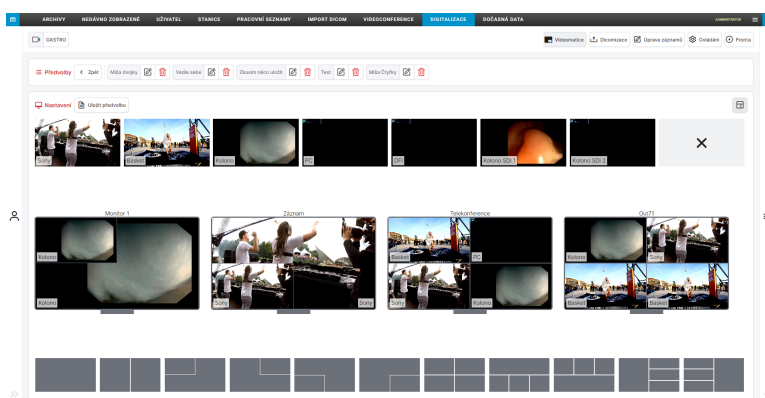 ARCHIVY NEDÁVNO ZOBRAZENÉ UŽIVATEL STANICE PRACOVNÍ SEZNAMY IMPORT DICOM VIDEOCONFERENCE DIGITALIZACE DOČASNÁ DATA ADMINISTRATOR
GASTRO Videomatice Dicomizace Úprava záznamů Ovládání Fronta
Předvolby Zpět Míša dvojky Vedle sebe Zkusím něco uložit Test Míša Čtyřky
Nastavení Uložit předvolbu
Sony Basket Kolono PC DFI Kolono SDI 1 Kolono SDI 2
Monitor 1 Záznam Telekonference Out71
Kolono Basket PC Kolono Sony
Kolono Sony Sony Sony Kolono Basket Basket